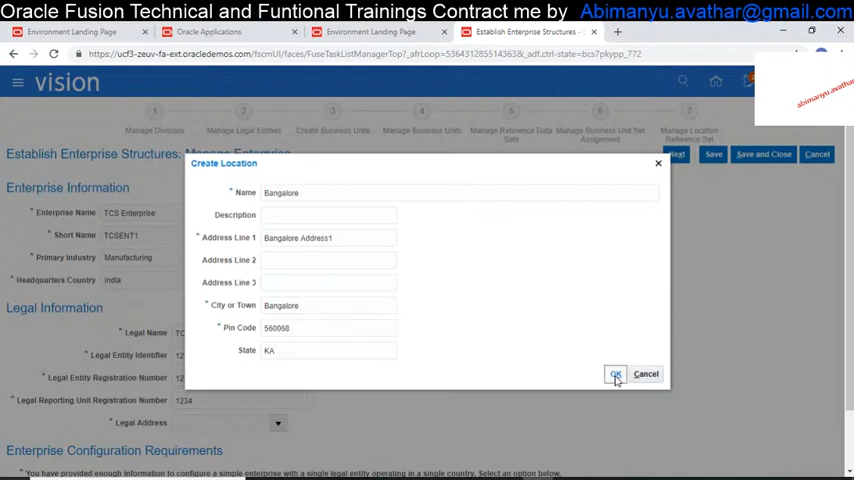 Oracle Fusion Technical and Funtional Trainings Contract me by Abimanyu.avathar@gmail.com
Environment Landing Page
Oracle Applications
Environment Landing Page
Establish Enterprise Structures -
https://ucf3-zeuv-fa-ext.oracledemos.com/fscmUI/faces/FuseTaskListManagerTop?_afrLoop=5364312855143638&_adf.ctrl-state=bcs7pkypp_772
vision
abimanyu.avathar
1 2 3 4 5 6 7
Manage Divisions
Manage Legal Entities
Create Business Units
Manage Business Units
Manage Reference Data Sets
Manage Business Unit Set Assignment
Manage Location Reference Set
Establish Enterprise Structures: Manage Enterprise
Next Save Save and Close Cancel
Create Location
* Name Bangalore
Description
* Address Line 1 Bangalore Address1
Address Line 2
Address Line 3
* City or Town Bangalore
* Pin Code 560068
State KA
OK Cancel
Enterprise Information
* Enterprise Name TCS Enterprise
* Short Name TCSENT1
* Primary Industry Manufacturing
* Headquarters Country India
Legal Information
* Legal Name TC
* Legal Entity Identifier 12
* Legal Entity Registration Number 12
* Legal Reporting Unit Registration Number 1234
* Legal Address
Enterprise Configuration Requirements
* You have provided enough information to configure a simple enterprise with a single legal entity operating in a single country. Select an option below.